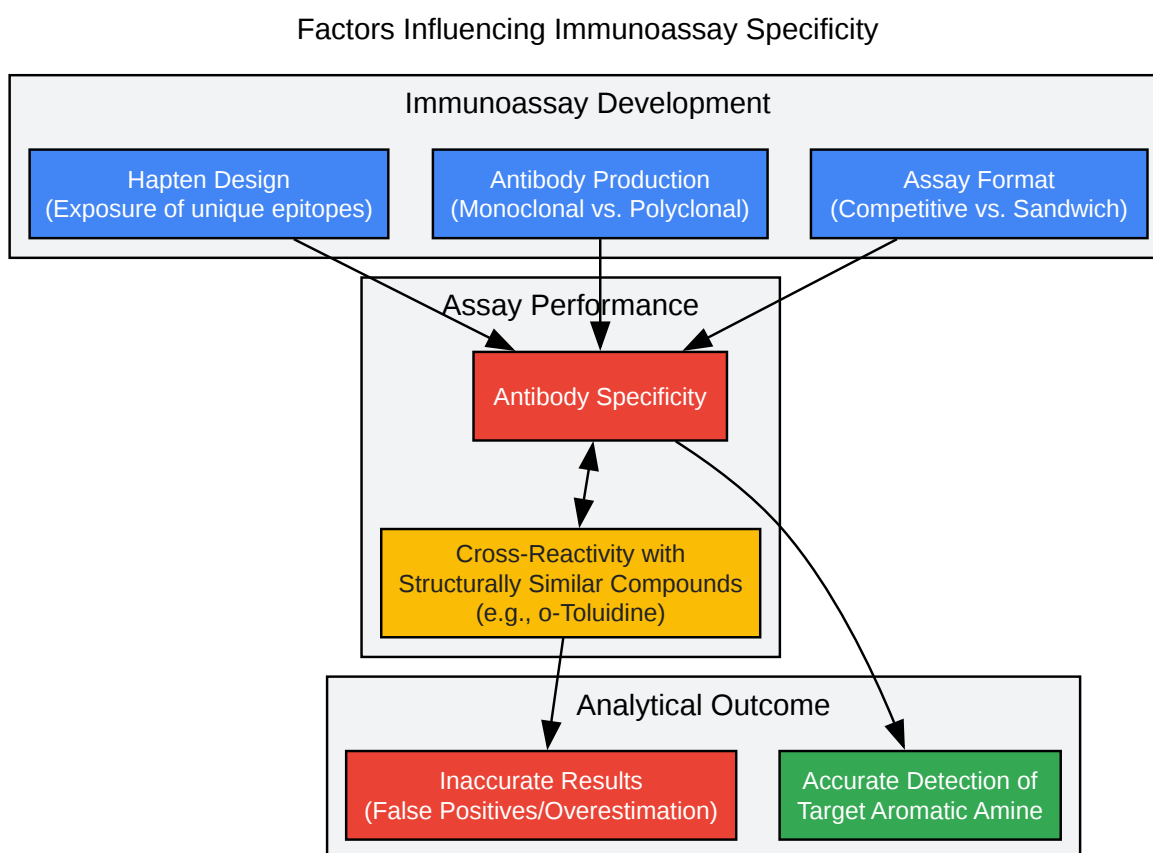 Factors Influencing Immunoassay Specificity
Immunoassay Development
Hapten Design
(Exposure of unique epitopes)
Antibody Production
(Monoclonal vs. Polyclonal)
Assay Format
(Competitive vs. Sandwich)
Assay Performance
Antibody Specificity
Cross-Reactivity with
Structurally Similar Compounds
(e.g., o-Toluidine)
Analytical Outcome
Inaccurate Results
(False Positives/Overestimation)
Accurate Detection of
Target Aromatic Amine